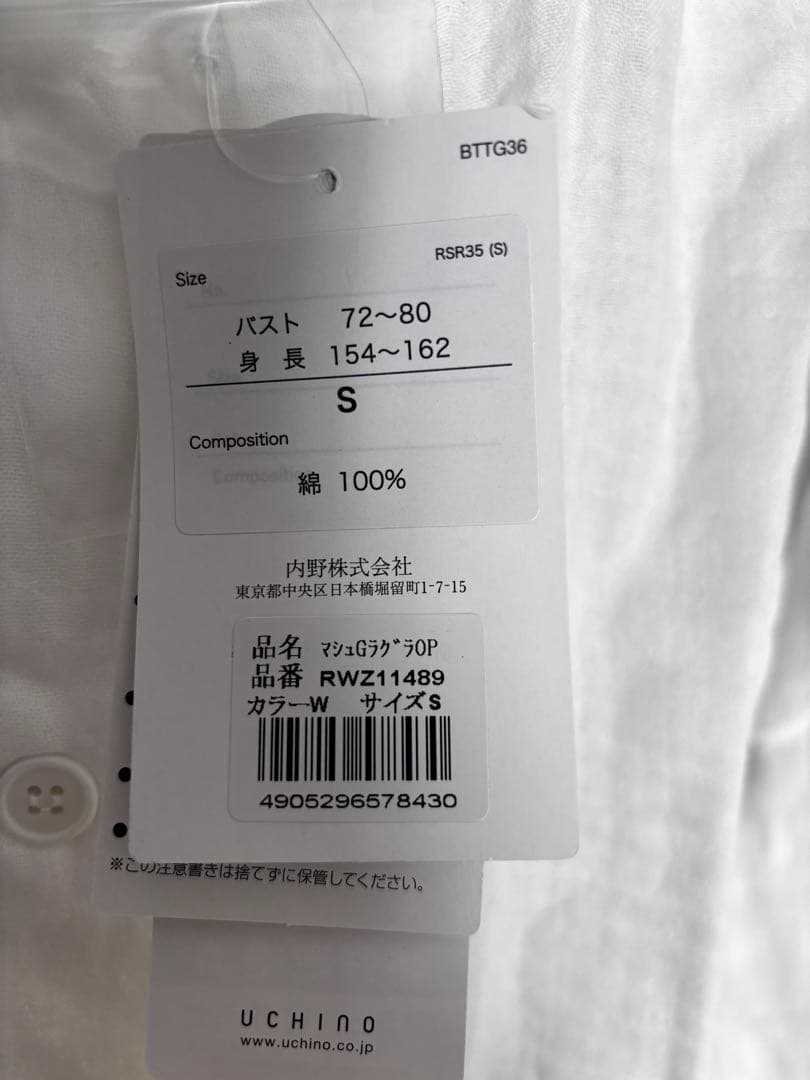 BTTG36
RSR35 (S)
Size
バスト 72〜80
身 長 154〜162
S
Composition
綿 100%
内野株式会社
東京都中央区日本橋堀留町1-7-15
品名 ﾏｼｭGﾗｸﾞﾗOP
品番 RWZ11489
カラーW サイズS
4905296578430
※この注意書きは捨てずに保管してください。
UCHINO
www.uchino.co.jp